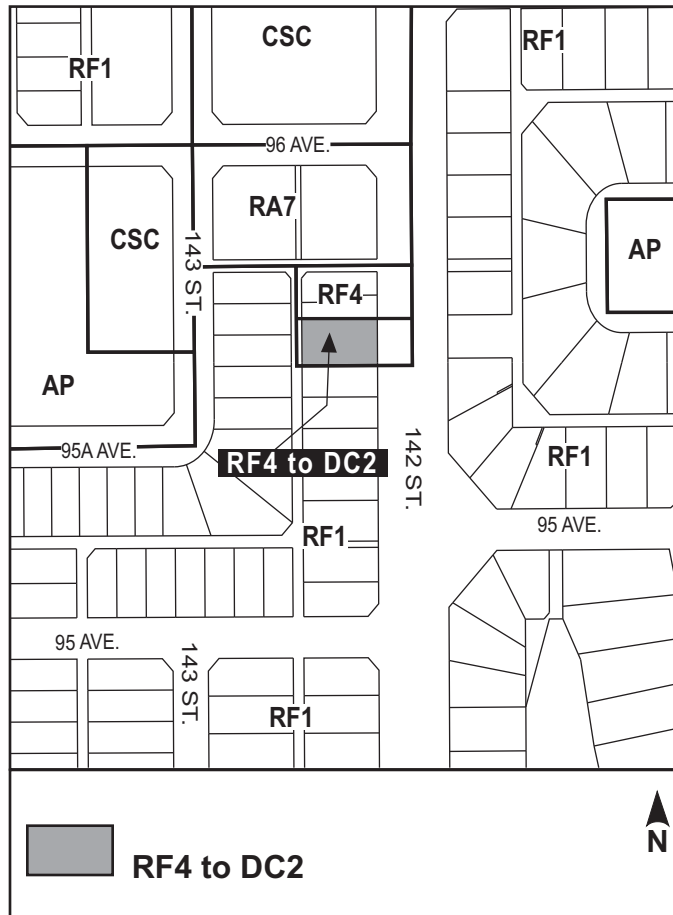 CSC
RF1
RF1
96 AVE.
RA7
CSC
143 ST.
AP
RF4
AP
95A AVE.
RF4 to DC2
142 ST.
RF1
95 AVE.
RF1
95 AVE.
143 ST.
RF1
RF4 to DC2
N